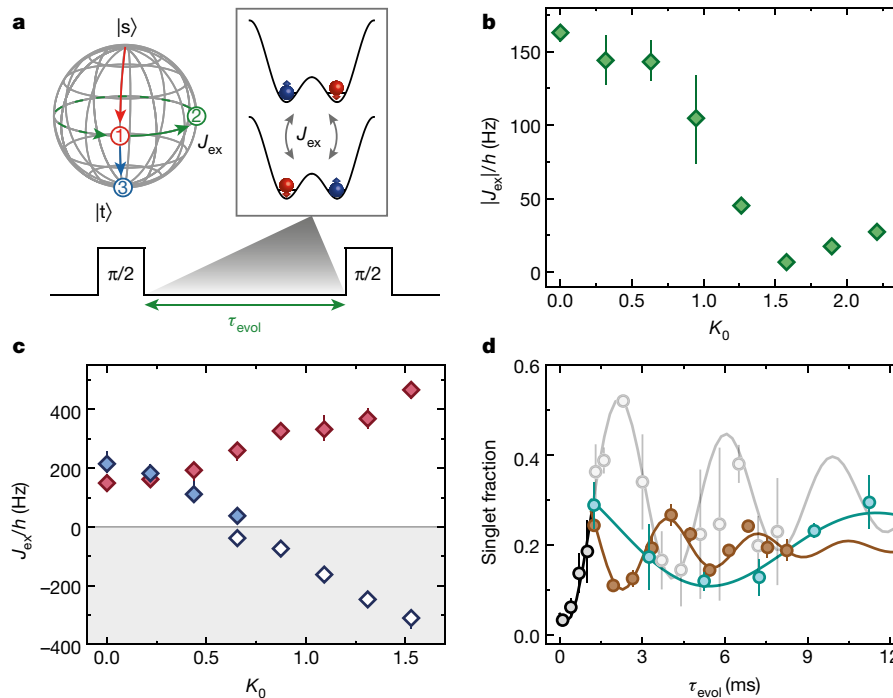 a
|s⟩
1
2
J_ex
3
|t⟩
J_ex
π/2
π/2
τ_evol
b
150
100
50
0
|J_ex|/h (Hz)
0.0
0.5
1.0
1.5
2.0
K_0
c
400
200
0
−200
−400
J_ex/h (Hz)
0.0
0.5
1.0
1.5
K_0
d
0.6
0.4
0.2
0.0
Singlet fraction
0
3
6
9
12
τ_evol (ms)